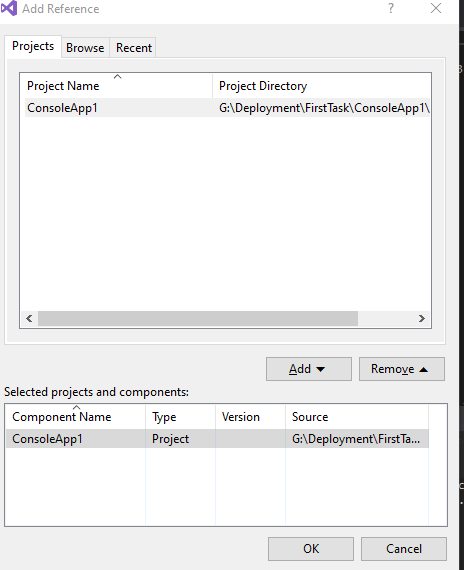 Add Reference
Projects Browse Recent
Project Name Project Directory
ConsoleApp1 G:\Deployment\FirstTask\ConsoleApp1\
Add Remove
Selected projects and components:
Component Name Type Version Source
ConsoleApp1 Project G:\Deployment\FirstTa...
OK Cancel